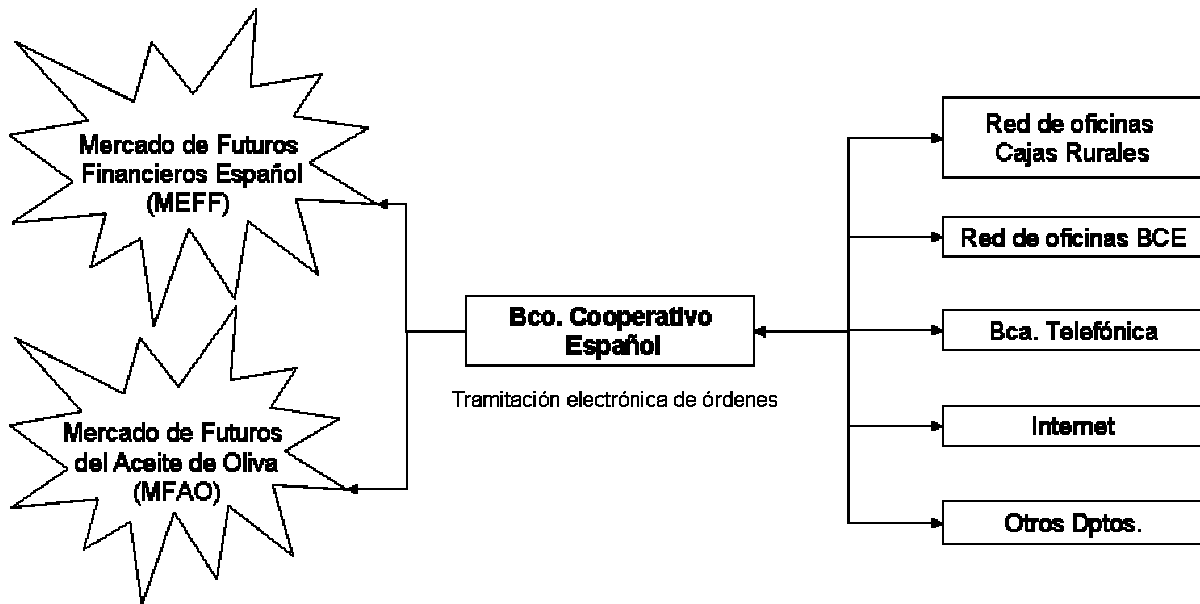 Mercado de Futuros
Financieros Español
(MEFF)
Mercado de Futuros
del Aceite de Oliva
(MFAO)
Bco. Cooperativo
Español
Tramitación electrónica de órdenes
Red de oficinas
Cajas Rurales
Red de oficinas BCE
Bca. Telefónica
Internet
Otros Dptos.